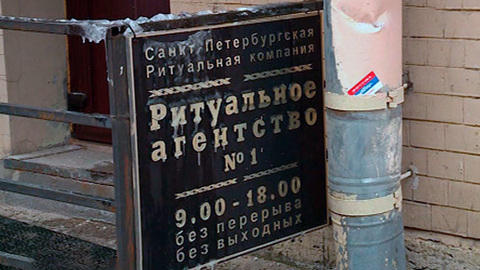 Санкт-Петербургская
Ритуальная компания
Ритуальное
агентство
№1
9.00-18.00
без перерыва
без выходных